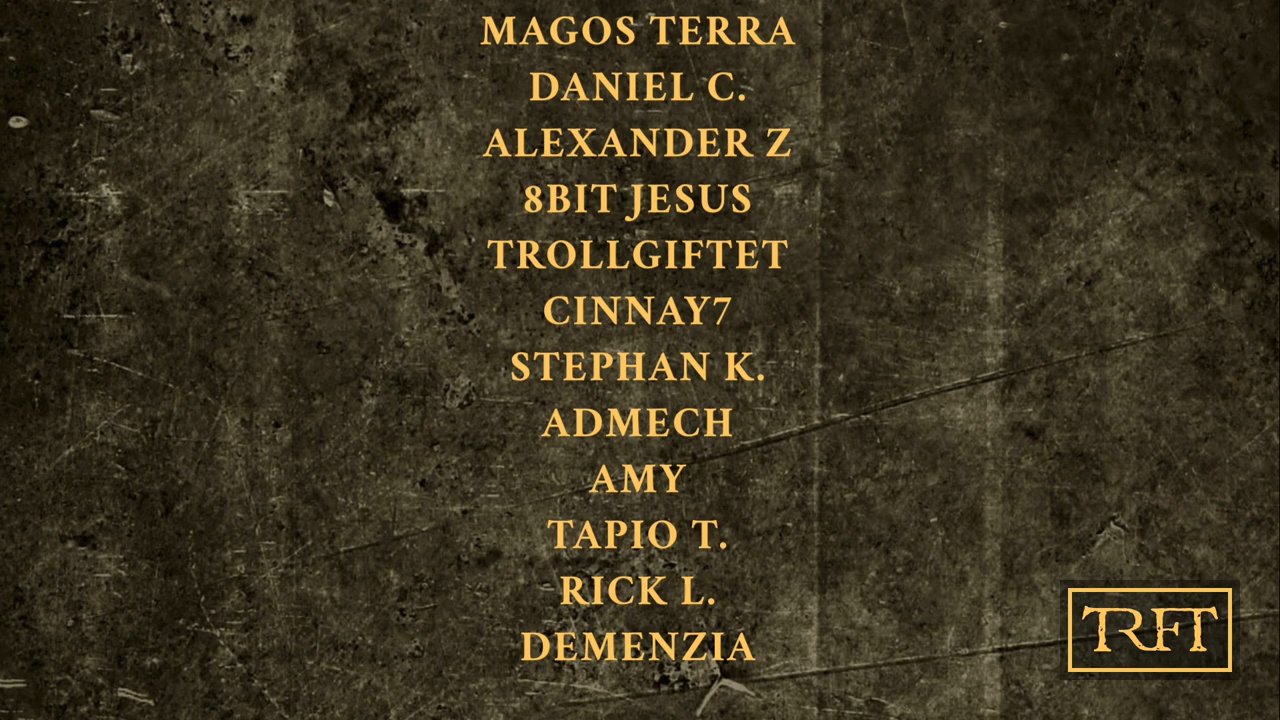 MAGOS TERRA
DANIEL C.
ALEXANDER Z
8BIT JESUS
TROLLGIFTET
CINNAY7
STEPHAN K.
ADMECH
AMY
TAPIO T.
RICK L.
DEMENZIA
TRFT